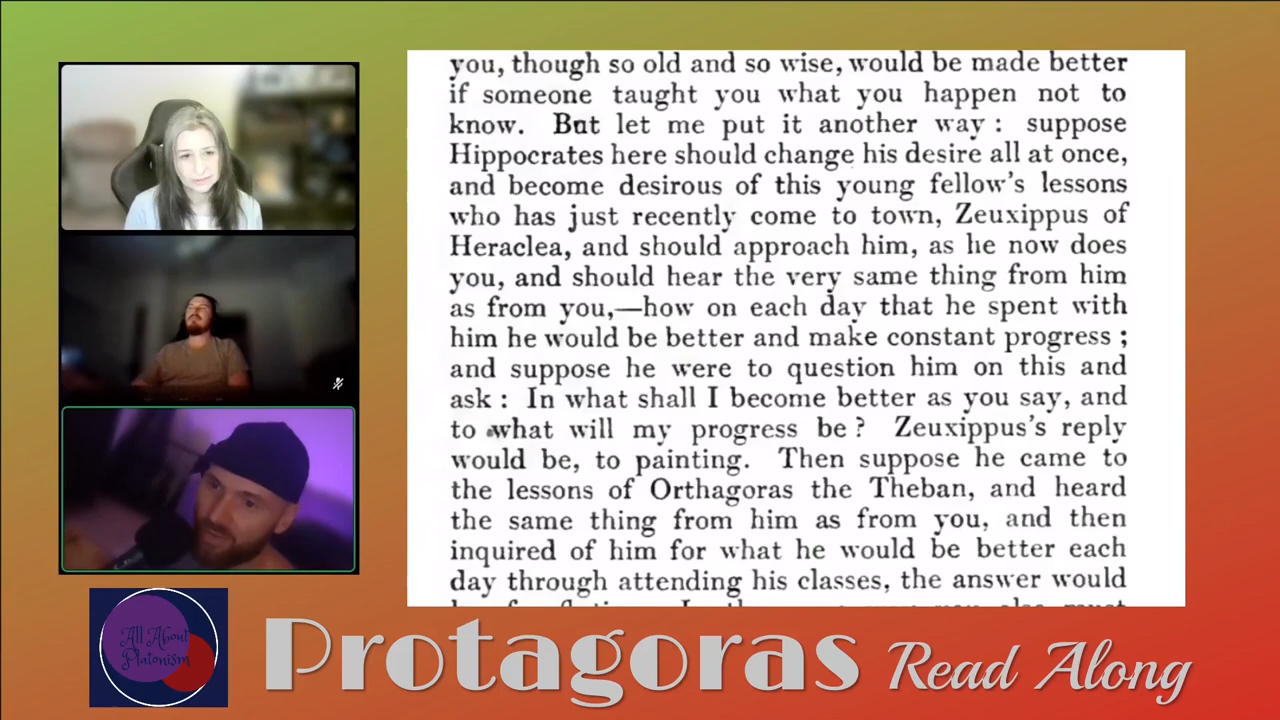 you, though so old and so wise, would be made better
if someone taught you what you happen not to
know. But let me put it another way : suppose
Hippocrates here should change his desire all at once,
and become desirous of this young fellow's lessons
who has just recently come to town, Zeuxippus of
Heraclea, and should approach him, as he now does
you, and should hear the very same thing from him
as from you,—how on each day that he spent with
him he would be better and make constant progress ;
and suppose he were to question him on this and
ask : In what shall I become better as you say, and
to what will my progress be ? Zeuxippus's reply
would be, to painting. Then suppose he came to
the lessons of Orthagoras the Theban, and heard
the same thing from him as from you, and then
inquired of him for what he would be better each
day through attending his classes, the answer would
All About
Platonism
Protagoras Read Along